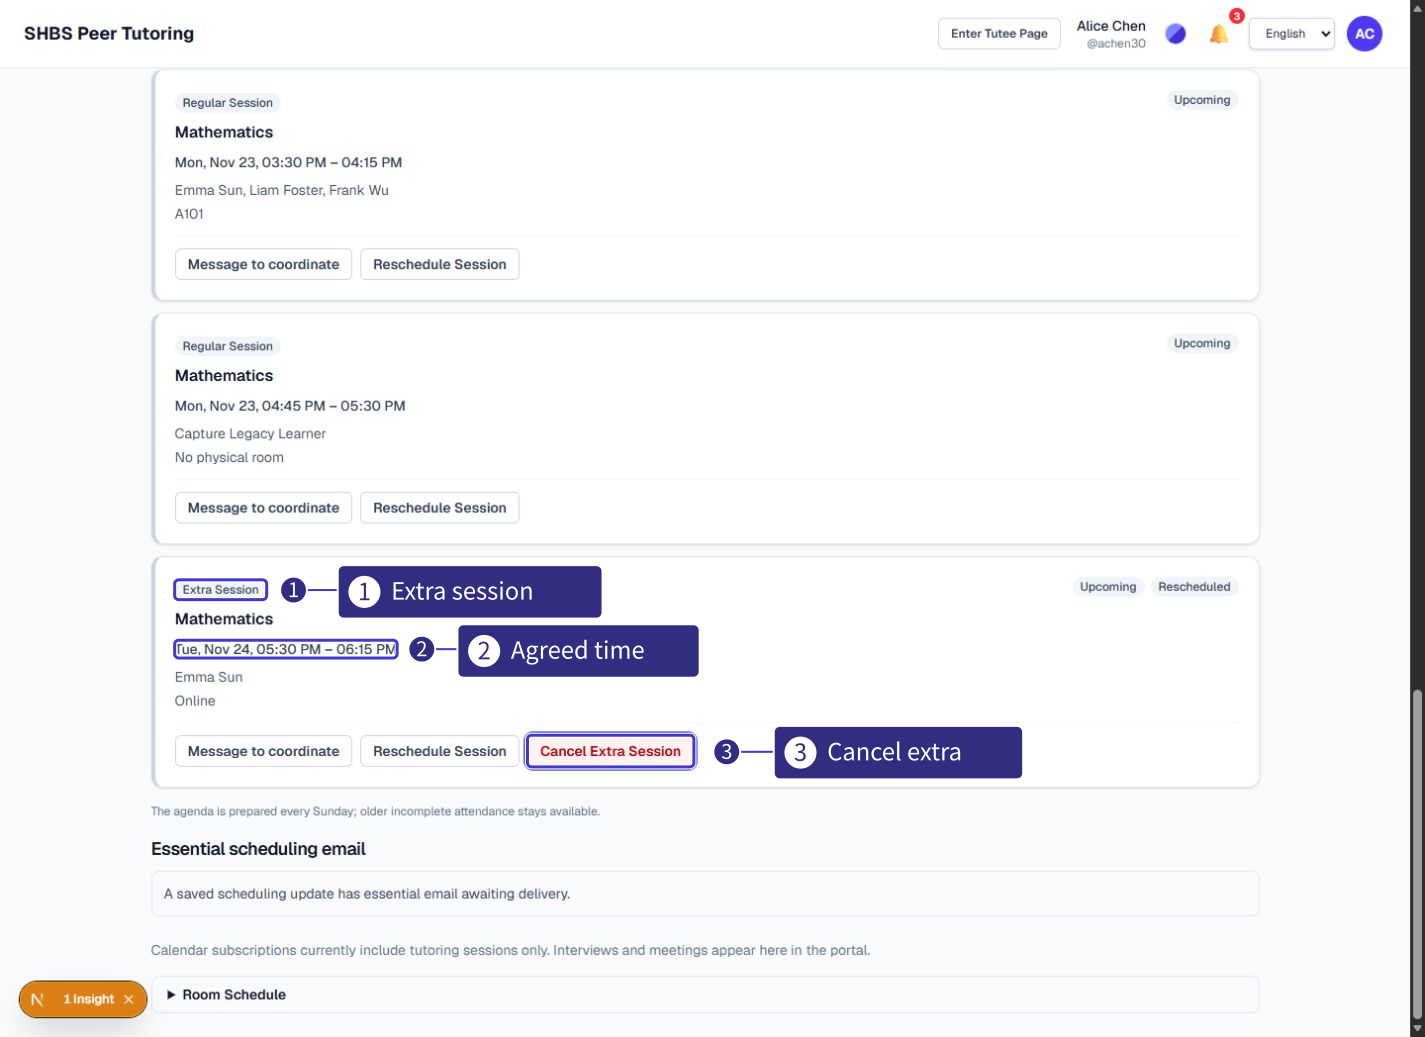 SHBS Peer Tutoring
Enter Tutee Page
Alice Chen
@achen30
3
English
AC
Regular Session
Upcoming
Mathematics
Mon, Nov 23, 03:30 PM – 04:15 PM
Emma Sun, Liam Foster, Frank Wu
A101
Message to coordinate
Reschedule Session
Regular Session
Upcoming
Mathematics
Mon, Nov 23, 04:45 PM – 05:30 PM
Capture Legacy Learner
No physical room
Message to coordinate
Reschedule Session
Extra Session
1
1 Extra session
Upcoming
Rescheduled
Mathematics
Tue, Nov 24, 05:30 PM – 06:15 PM
2
2 Agreed time
Emma Sun
Online
Message to coordinate
Reschedule Session
Cancel Extra Session
3
3 Cancel extra
The agenda is prepared every Sunday; older incomplete attendance stays available.
Essential scheduling email
A saved scheduling update has essential email awaiting delivery.
Calendar subscriptions currently include tutoring sessions only. Interviews and meetings appear here in the portal.
N 1 Insight ×
Room Schedule